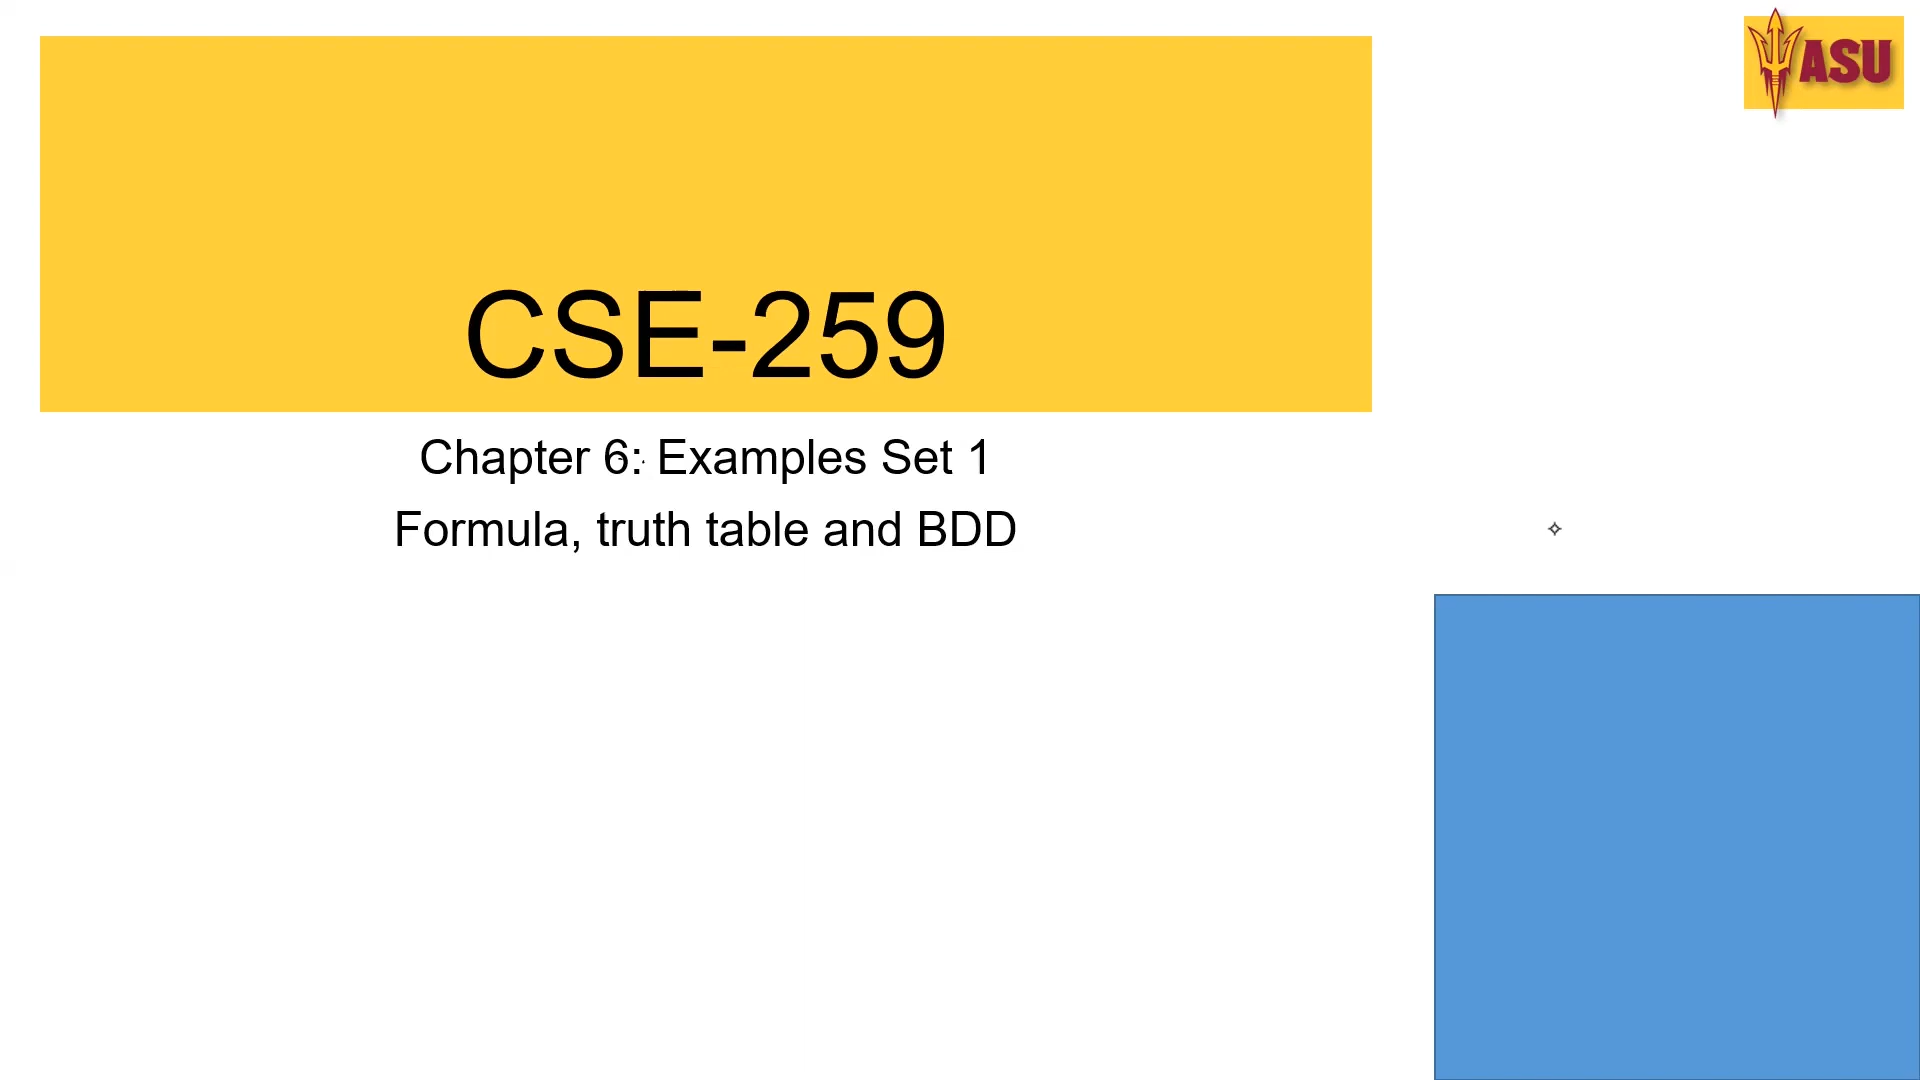 ASU
CSE-259
Chapter 6: Examples Set 1
Formula, truth table and BDD